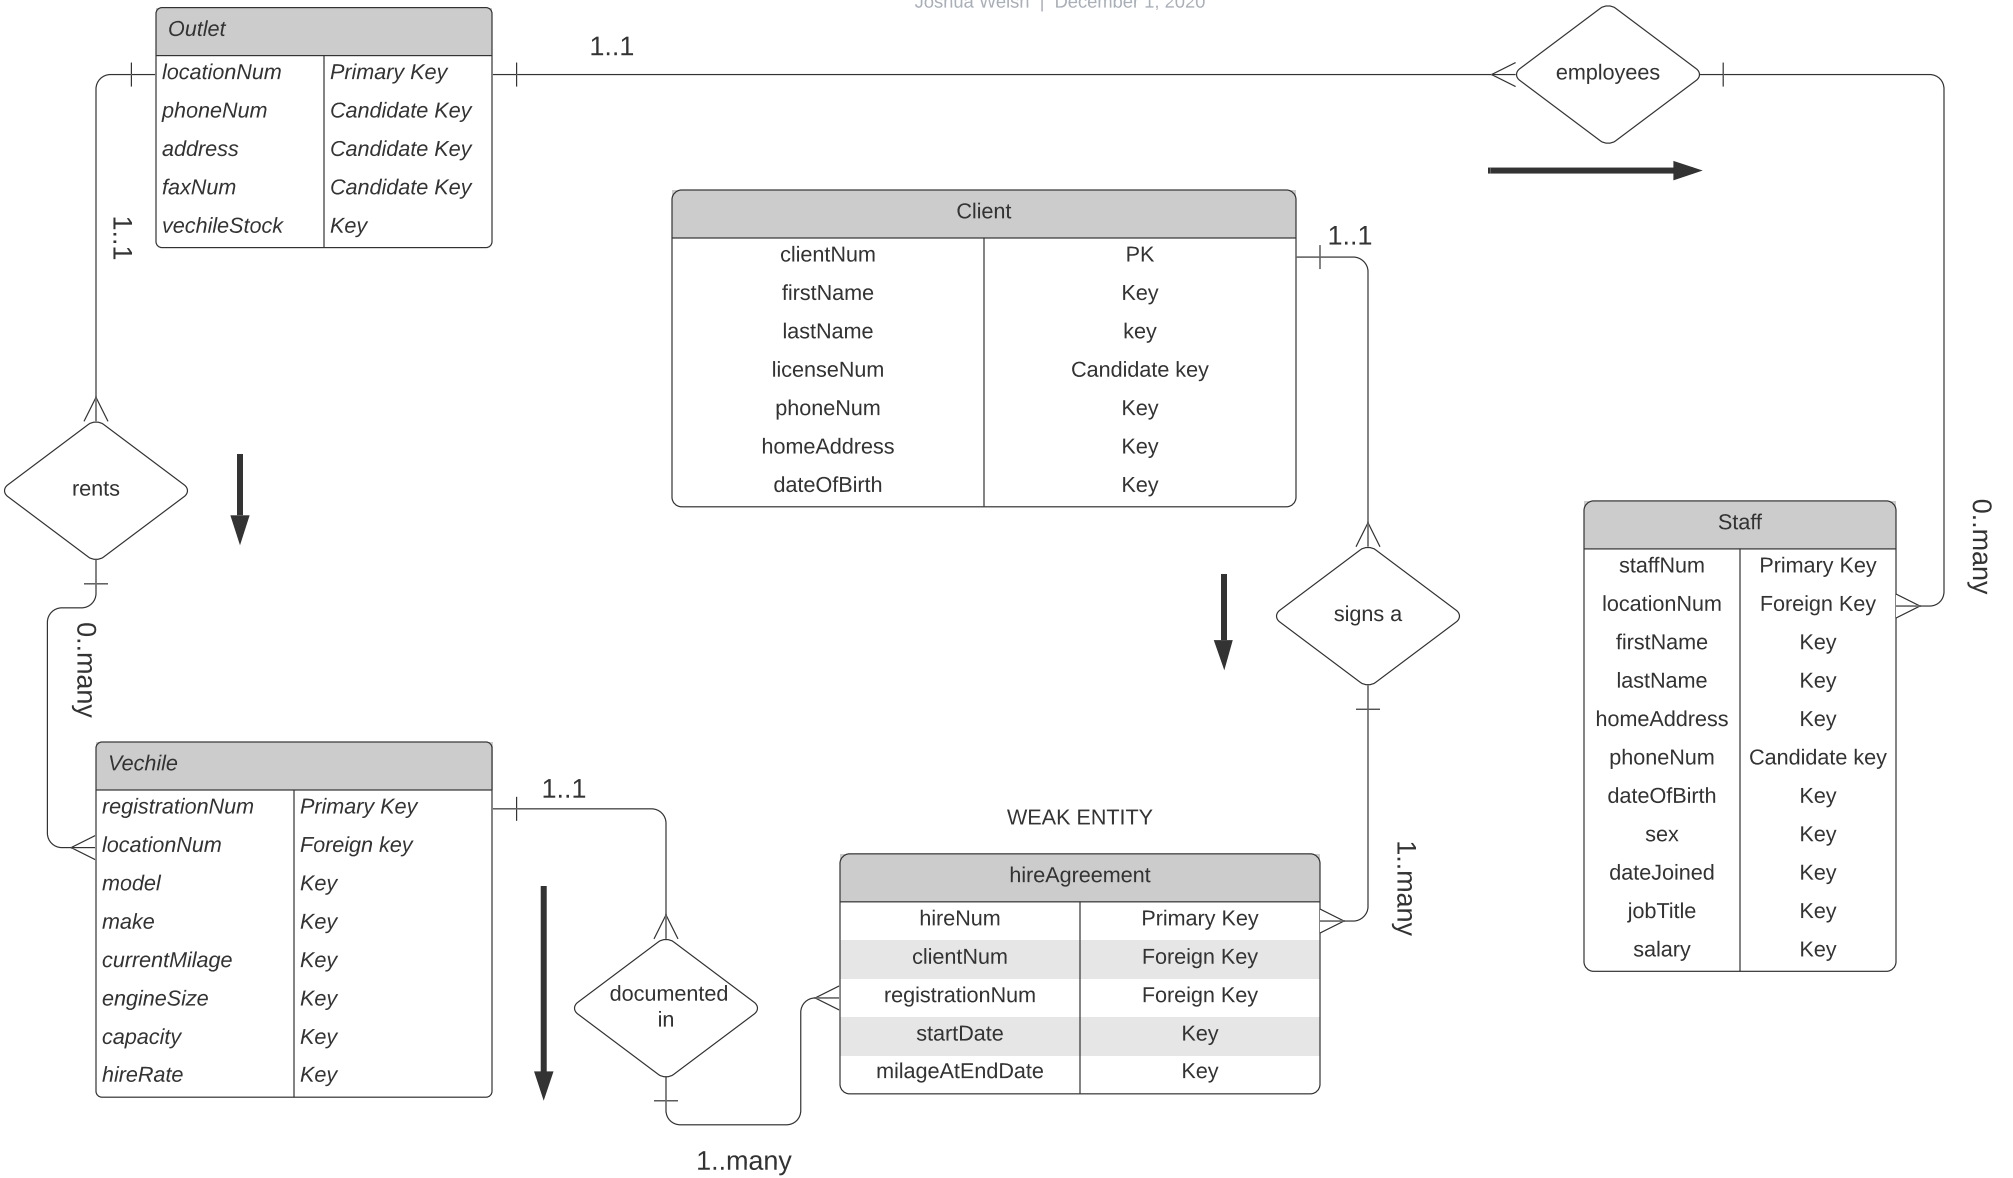 Joshua Welsh | December 1, 2020
Outlet
locationNum Primary Key
phoneNum Candidate Key
address Candidate Key
faxNum Candidate Key
vechileStock Key
1..1
employees
1..1
Client
clientNum PK
firstName Key
lastName key
licenseNum Candidate key
phoneNum Key
homeAddress Key
dateOfBirth Key
1..1
rents
signs a
0..many
Staff
staffNum Primary Key
locationNum Foreign Key
firstName Key
lastName Key
homeAddress Key
phoneNum Candidate key
dateOfBirth Key
sex Key
dateJoined Key
jobTitle Key
salary Key
0..many
Vechile
registrationNum Primary Key
locationNum Foreign key
model Key
make Key
currentMilage Key
engineSize Key
capacity Key
hireRate Key
1..1
documented
in
1..many
WEAK ENTITY
hireAgreement
hireNum Primary Key
clientNum Foreign Key
registrationNum Foreign Key
startDate Key
milageAtEndDate Key
1..many